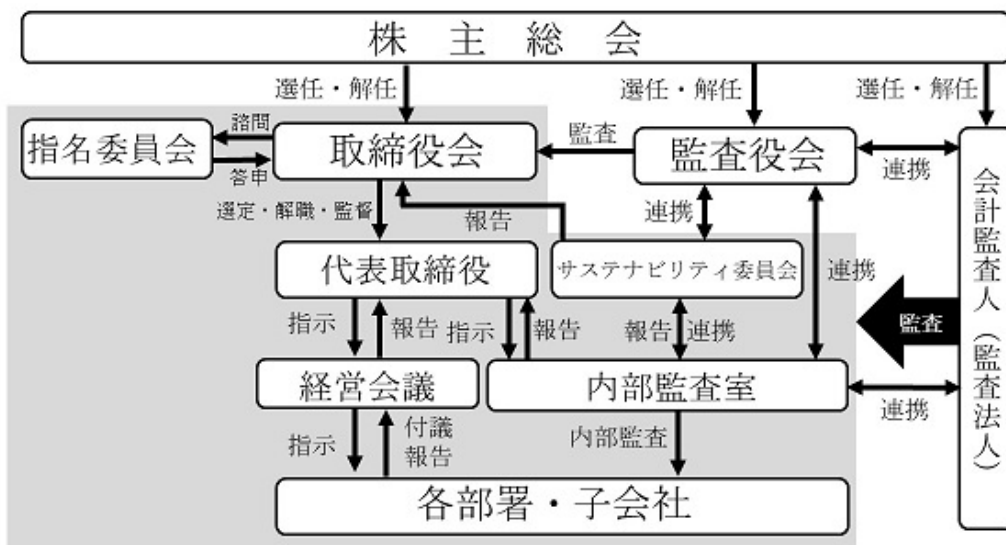 株主総会
選任・解任
選任・解任
選任・解任
指名委員会
諮問
答申
取締役会
監査
監査役会
連携
会計監査人（監査法人）
選定・解職・監督
報告
連携
連携
代表取締役
サステナビリティ委員会
指示
報告
指示
報告
報告
連携
監査
経営会議
内部監査室
連携
指示
付議
報告
内部監査
各部署・子会社